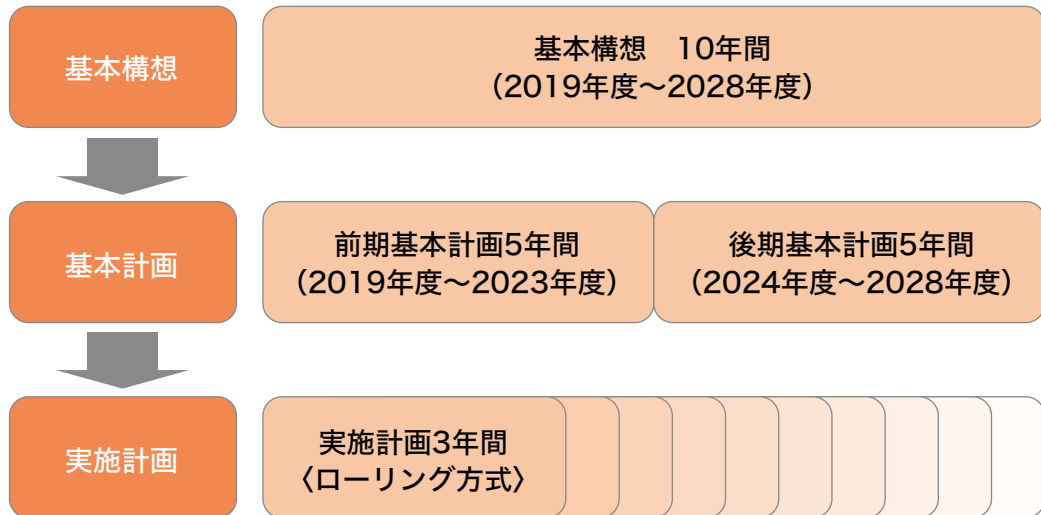 基本構想
基本構想　10年間
（2019年度～2028年度）
基本計画
前期基本計画5年間
（2019年度～2023年度）
後期基本計画5年間
（2024年度～2028年度）
実施計画
実施計画3年間
〈ローリング方式〉